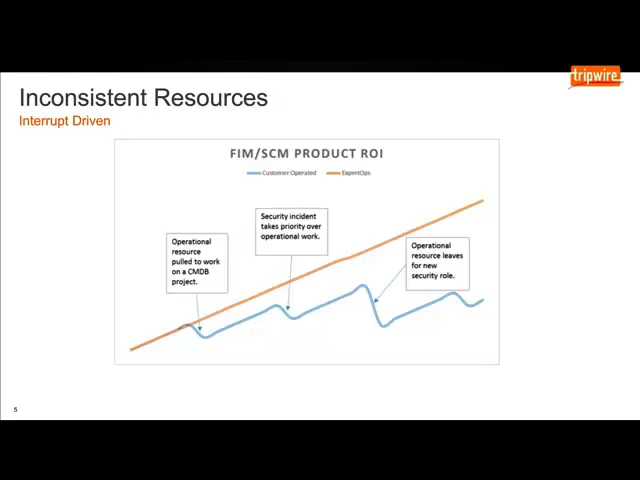 tripwire
Inconsistent Resources
Interrupt Driven
FIM/SCM PRODUCT ROI
Customer Operated
ExpertOps
Operational
resource
pulled to work
on a CMDB
project.
Security incident
takes priority over
operational work.
Operational
resource leaves
for new
security role.
5